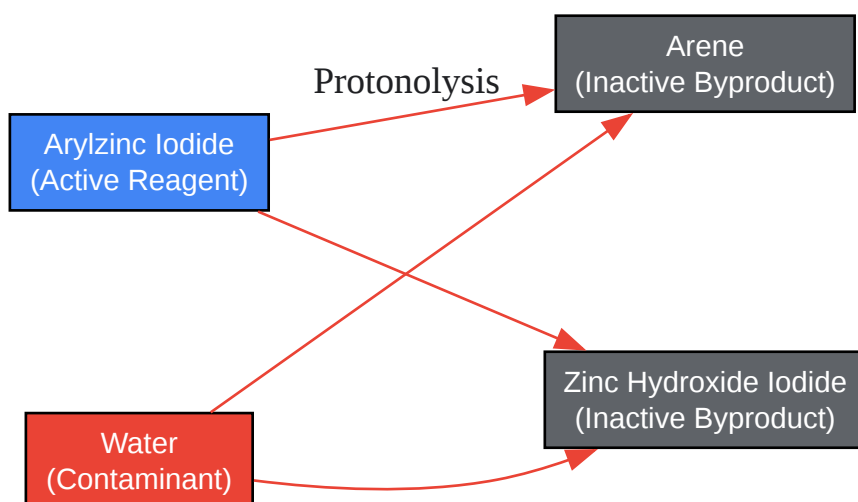 Arene
(Inactive Byproduct)
Protonolysis
Arylzinc Iodide
(Active Reagent)
Zinc Hydroxide Iodide
(Inactive Byproduct)
Water
(Contaminant)